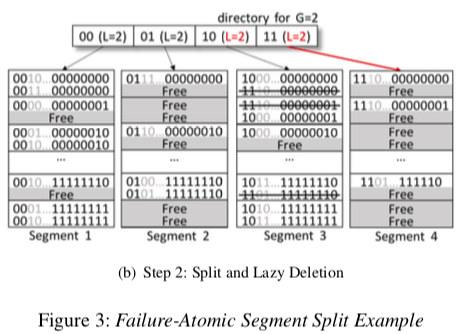 directory for G=2
00 (L=2) 01 (L=2) 10 (L=2) 11 (L=2)
0010...00000000
0011...00000000
0000...00000001
Free
0001...00000010
0010...00000010
...
0010...11111110
Free
0001...11111111
0010...11111111
Segment 1
0111...00000000
Free
Free
Free
0110...00000010
Free
...
0100...11111110
0101...11111110
Free
Free
Segment 2
1000...00000000
1110...00000000
1110...00000001
1000...00000001
1000...00000010
Free
...
1011...11111110
1101...11111110
1010...11111111
1011...11111111
Segment 3
1110...00000000
Free
1110...00000001
Free
Free
Free
...
1101...111110
Free
Free
Free
Segment 4
(b) Step 2: Split and Lazy Deletion
Figure 3: Failure-Atomic Segment Split Example